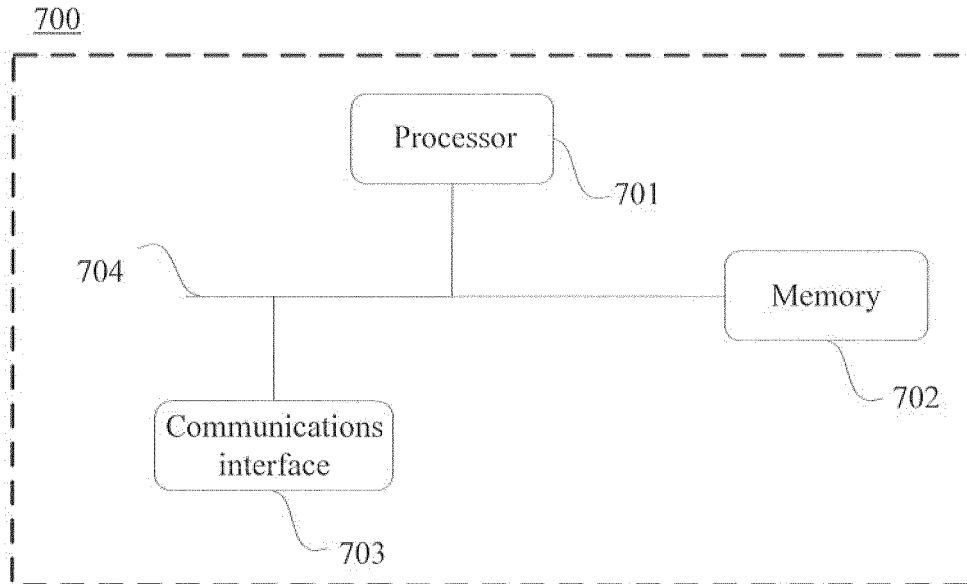 700
Processor
701
704
Memory
702
Communications
interface
703